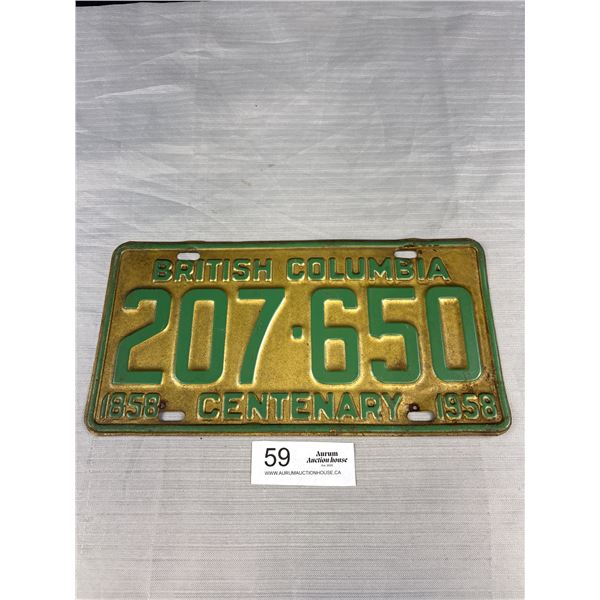 BRITISH COLUMBIA
207·650
1858 CENTENARY 1958
59
Aurum
Auction house
WWW.AURUMAUCTIONHOUSE.CA